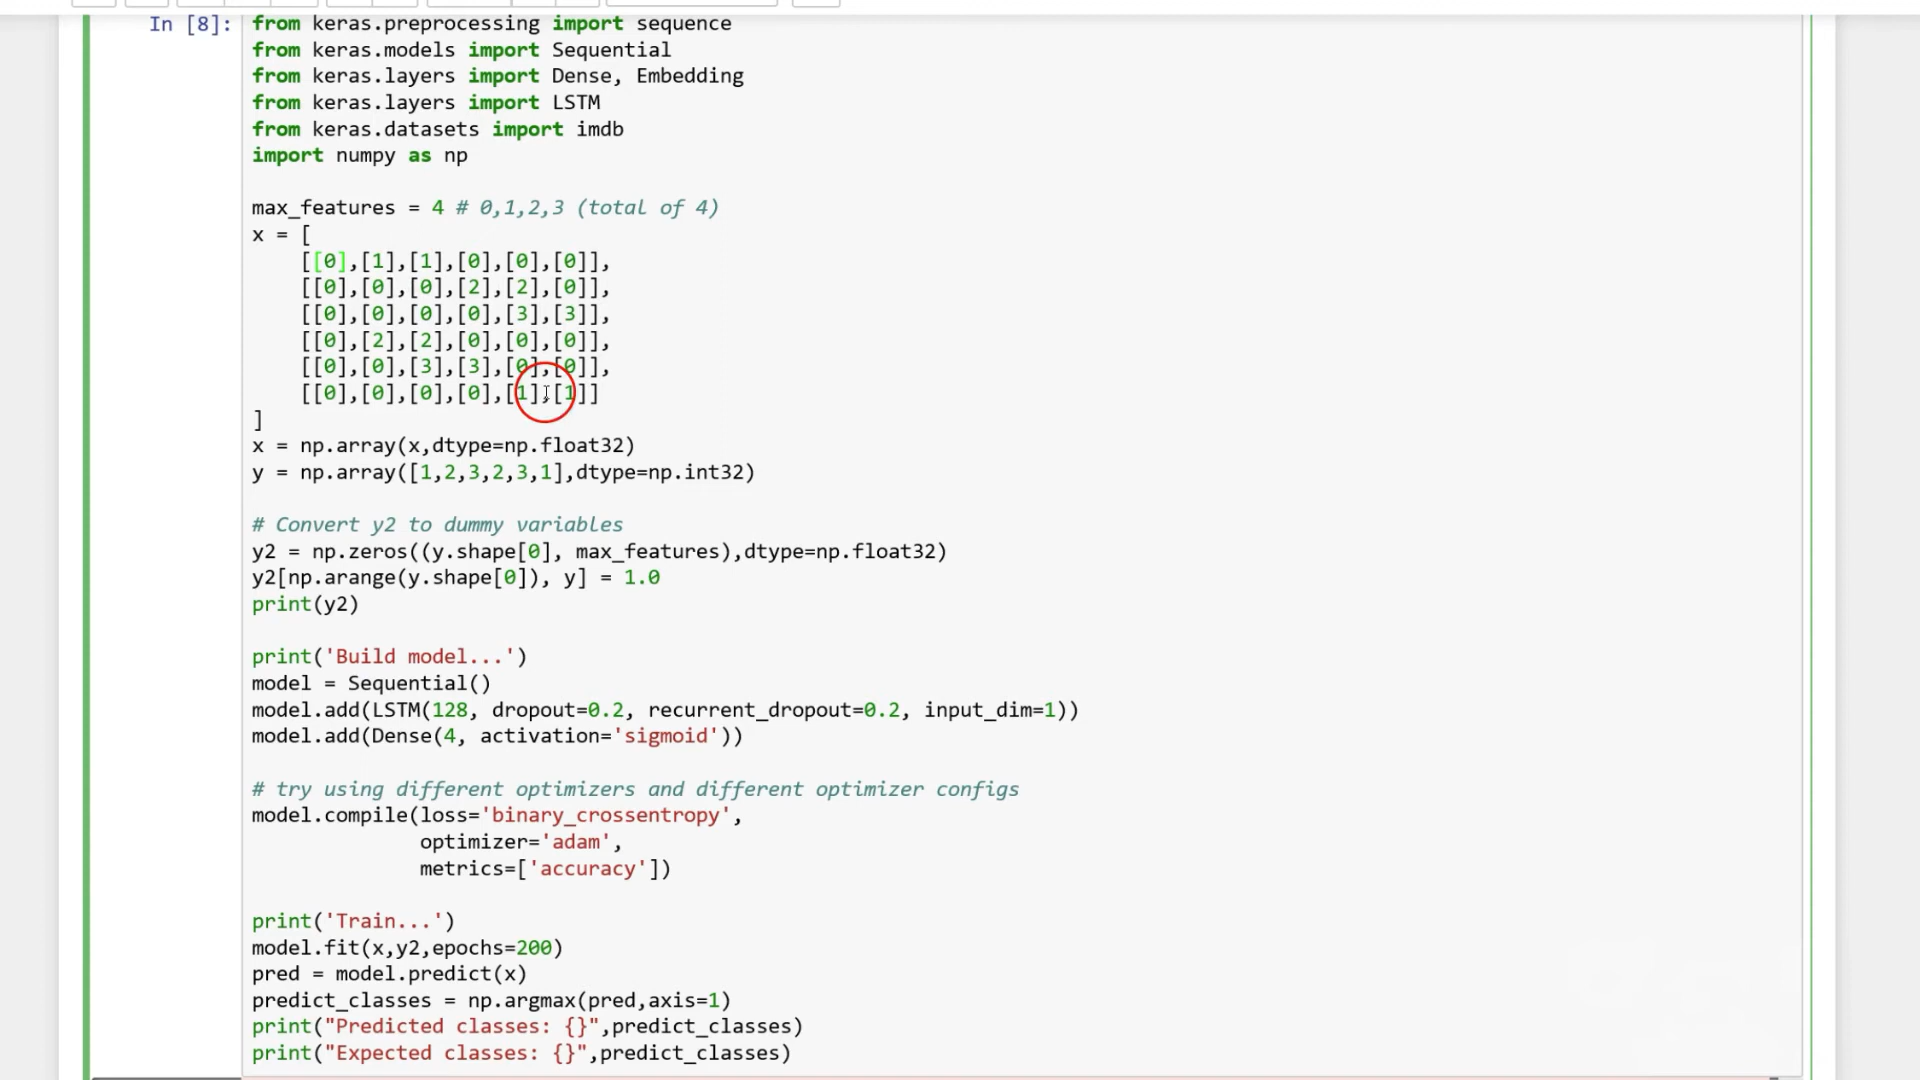 In [8]:
from keras.preprocessing import sequence
from keras.models import Sequential
from keras.layers import Dense, Embedding
from keras.layers import LSTM
from keras.datasets import imdb
import numpy as np
max_features = 4 # 0,1,2,3 (total of 4)
x = [
[[0],[1],[1],[0],[0],[0]],
[[0],[0],[0],[2],[2],[0]],
[[0],[0],[0],[0],[3],[3]],
[[0],[2],[2],[0],[0],[0]],
[[0],[0],[3],[3],[0],[0]],
[[0],[0],[0],[0],[1],[1]]
]
x = np.array(x,dtype=np.float32)
y = np.array([1,2,3,2,3,1],dtype=np.int32)
# Convert y2 to dummy variables
y2 = np.zeros((y.shape[0], max_features),dtype=np.float32)
y2[np.arange(y.shape[0]), y] = 1.0
print(y2)
print('Build model...')
model = Sequential()
model.add(LSTM(128, dropout=0.2, recurrent_dropout=0.2, input_dim=1))
model.add(Dense(4, activation='sigmoid'))
# try using different optimizers and different optimizer configs
model.compile(loss='binary_crossentropy',
optimizer='adam',
metrics=['accuracy'])
print('Train...')
model.fit(x,y2,epochs=200)
pred = model.predict(x)
predict_classes = np.argmax(pred,axis=1)
print("Predicted classes: {}",predict_classes)
print("Expected classes: {}",predict_classes)